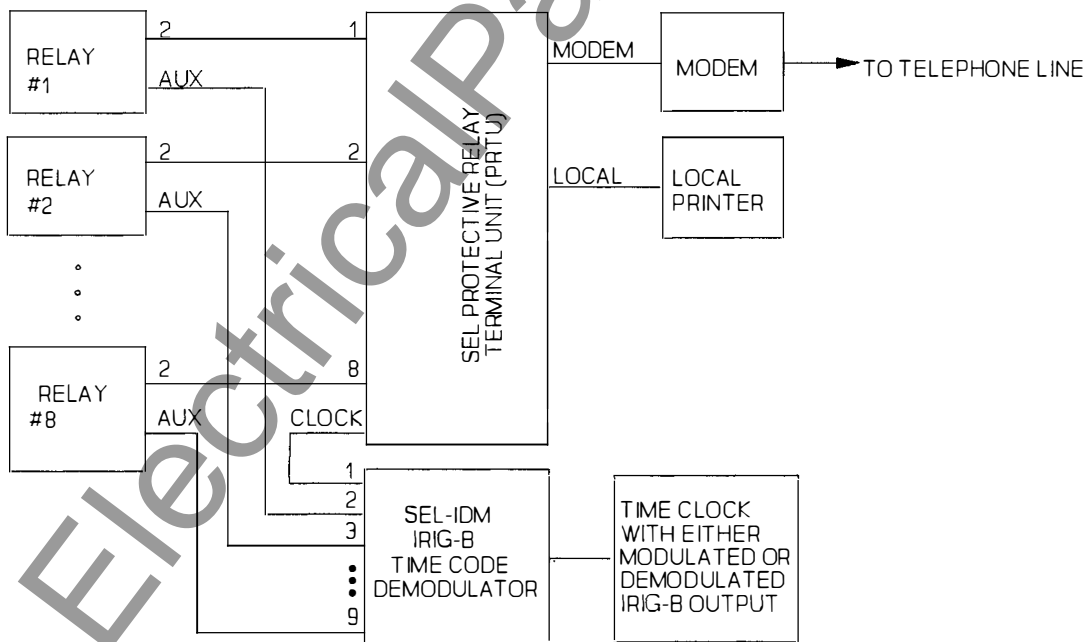 2
1
RELAY
#1
AUX
MODEM
MODEM
TO TELEPHONE LINE
2
2
RELAY
#2
AUX
SEL PROTECTIVE RELAY
TERMINAL UNIT (PRTU)
LOCAL
LOCAL
PRINTER
2
8
RELAY
#8
AUX
CLOCK
1
2
3
9
SEL-IDM
IRIG-B
TIME CODE
DEMODULATOR
TIME CLOCK
WITH EITHER
MODULATED OR
DEMODULATED
IRIG-B OUTPUT
ElectricalPa